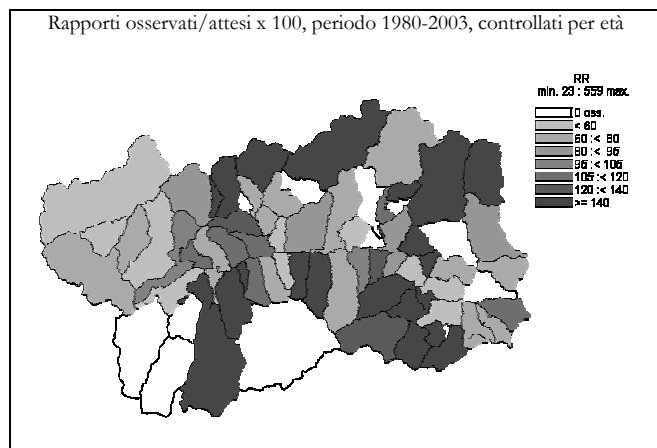 Rapporti osservati/attesi x 100, periodo 1980-2003, controllati per età
RR
min. 23 : 559 max.
0 oss.
< 60
60 :< 80
80 :< 95
95 :< 105
105 :< 120
120 :< 140
>= 140